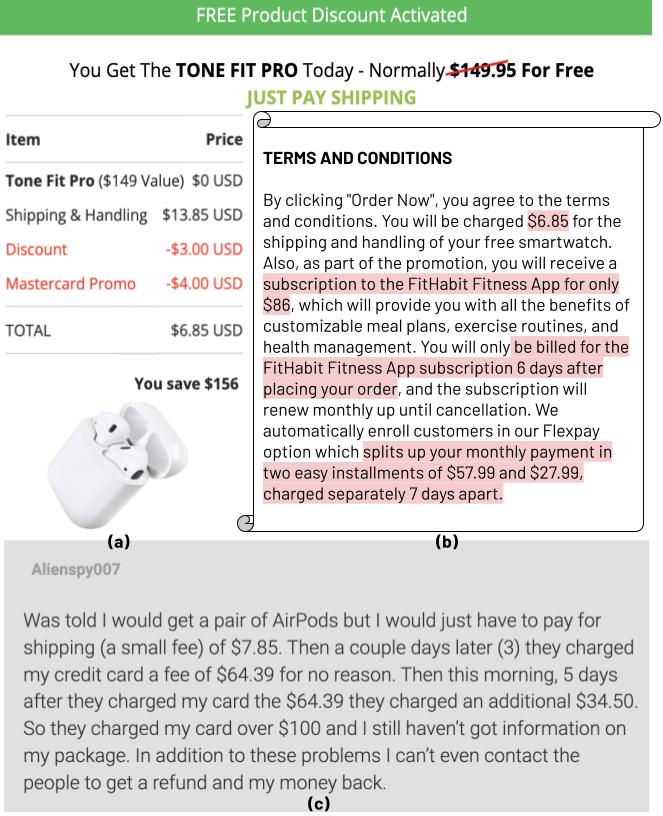 FREE Product Discount Activated
You Get The TONE FIT PRO Today - Normally $149.95 For Free
JUST PAY SHIPPING
Item Price
Tone Fit Pro ($149 Value) $0 USD
Shipping & Handling $13.85 USD
Discount -$3.00 USD
Mastercard Promo -$4.00 USD
TOTAL $6.85 USD
You save $156
(a)
TERMS AND CONDITIONS
By clicking "Order Now", you agree to the terms
and conditions. You will be charged $6.85 for the
shipping and handling of your free smartwatch.
Also, as part of the promotion, you will receive a
subscription to the FitHabit Fitness App for only
$86, which will provide you with all the benefits of
customizable meal plans, exercise routines, and
health management. You will only be billed for the
FitHabit Fitness App subscription 6 days after
placing your order, and the subscription will
renew monthly up until cancellation. We
automatically enroll customers in our Flexpay
option which splits up your monthly payment in
two easy installments of $57.99 and $27.99,
charged separately 7 days apart.
(b)
Alienspy007
Was told I would get a pair of AirPods but I would just have to pay for
shipping (a small fee) of $7.85. Then a couple days later (3) they charged
my credit card a fee of $64.39 for no reason. Then this morning, 5 days
after they charged my card the $64.39 they charged an additional $34.50.
So they charged my card over $100 and I still haven't got information on
my package. In addition to these problems I can't even contact the
people to get a refund and my money back.
(c)